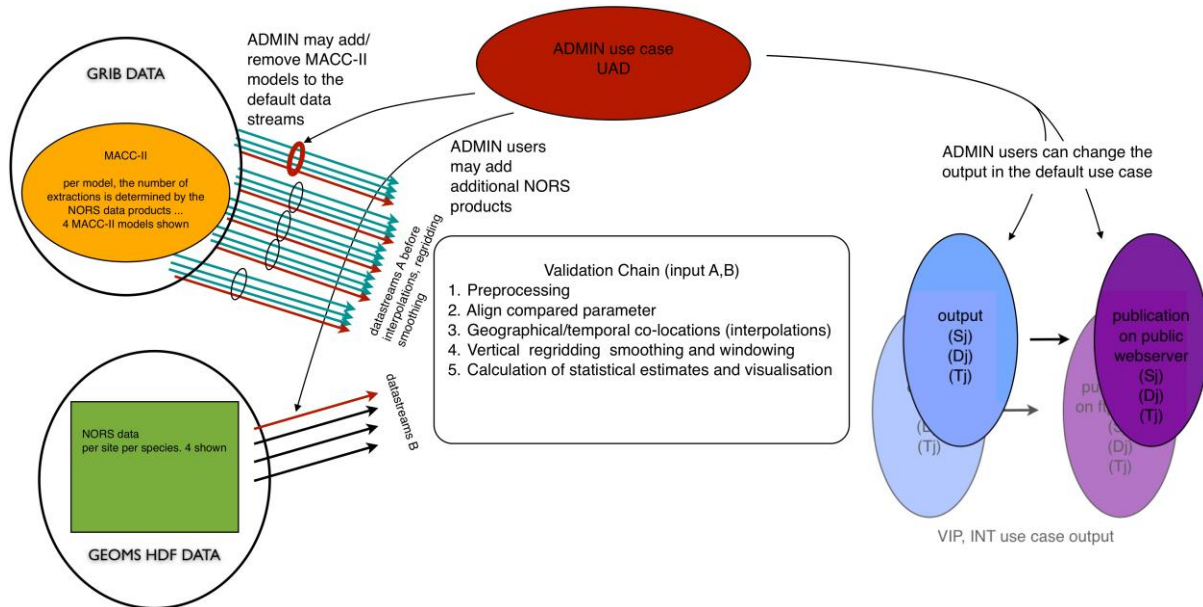 ADMIN may add/
remove MACC-II
models to the
default data
streams
ADMIN use case
UAD
GRIB DATA
MACC-II
per model, the number of
extractions is determined by the
NORS data products ...
4 MACC-II models shown
ADMIN users
may add
additional NORS
products
ADMIN users can change the
output in the default use case
datastreams A before
interpolations, regridding
smoothing
Validation Chain (input A,B)
1. Preprocessing
2. Align compared parameter
3. Geographical/temporal co-locations (interpolations)
4. Vertical regridding smoothing and windowing
5. Calculation of statistical estimates and visualisation
output
(Sj)
(Dj)
(Tj)
publication
on public
webserver
(Sj)
(Dj)
(Tj)
(Tj)
on
(Dj)
(Tj)
VIP, INT use case output
datastreams B
NORS data
per site per species. 4 shown
GEOMS HDF DATA